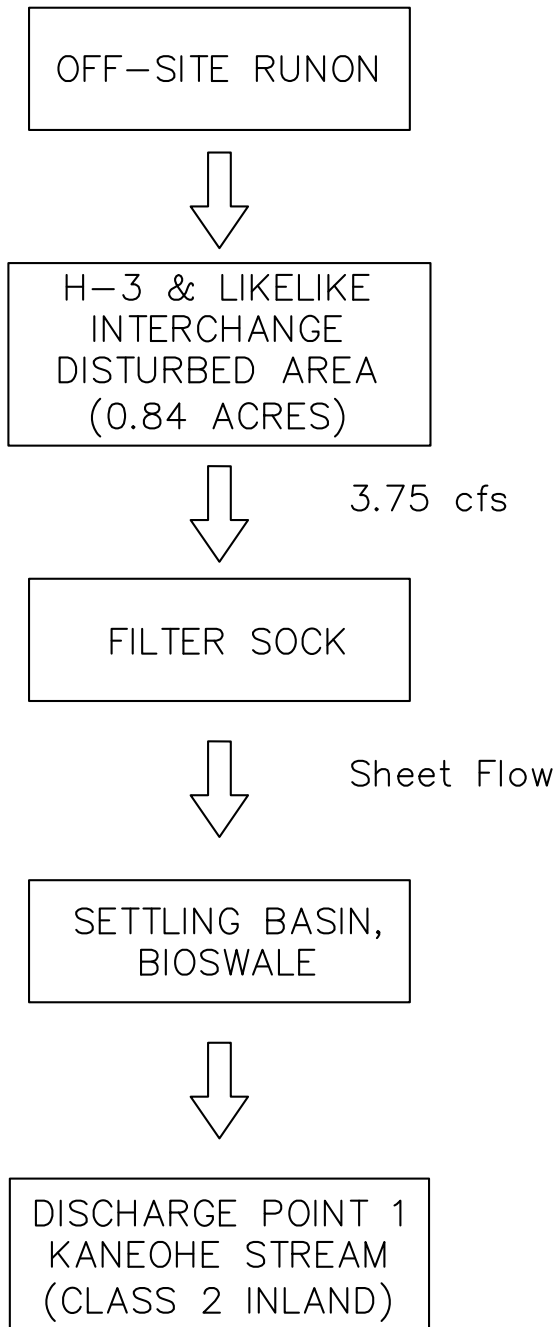 OFF-SITE RUNON
H-3 & LIKELIKE
INTERCHANGE
DISTURBED AREA
(0.84 ACRES)
3.75 cfs
FILTER SOCK
Sheet Flow
SETTLING BASIN,
BIOSWALE
DISCHARGE POINT 1
KANEOHE STREAM
(CLASS 2 INLAND)